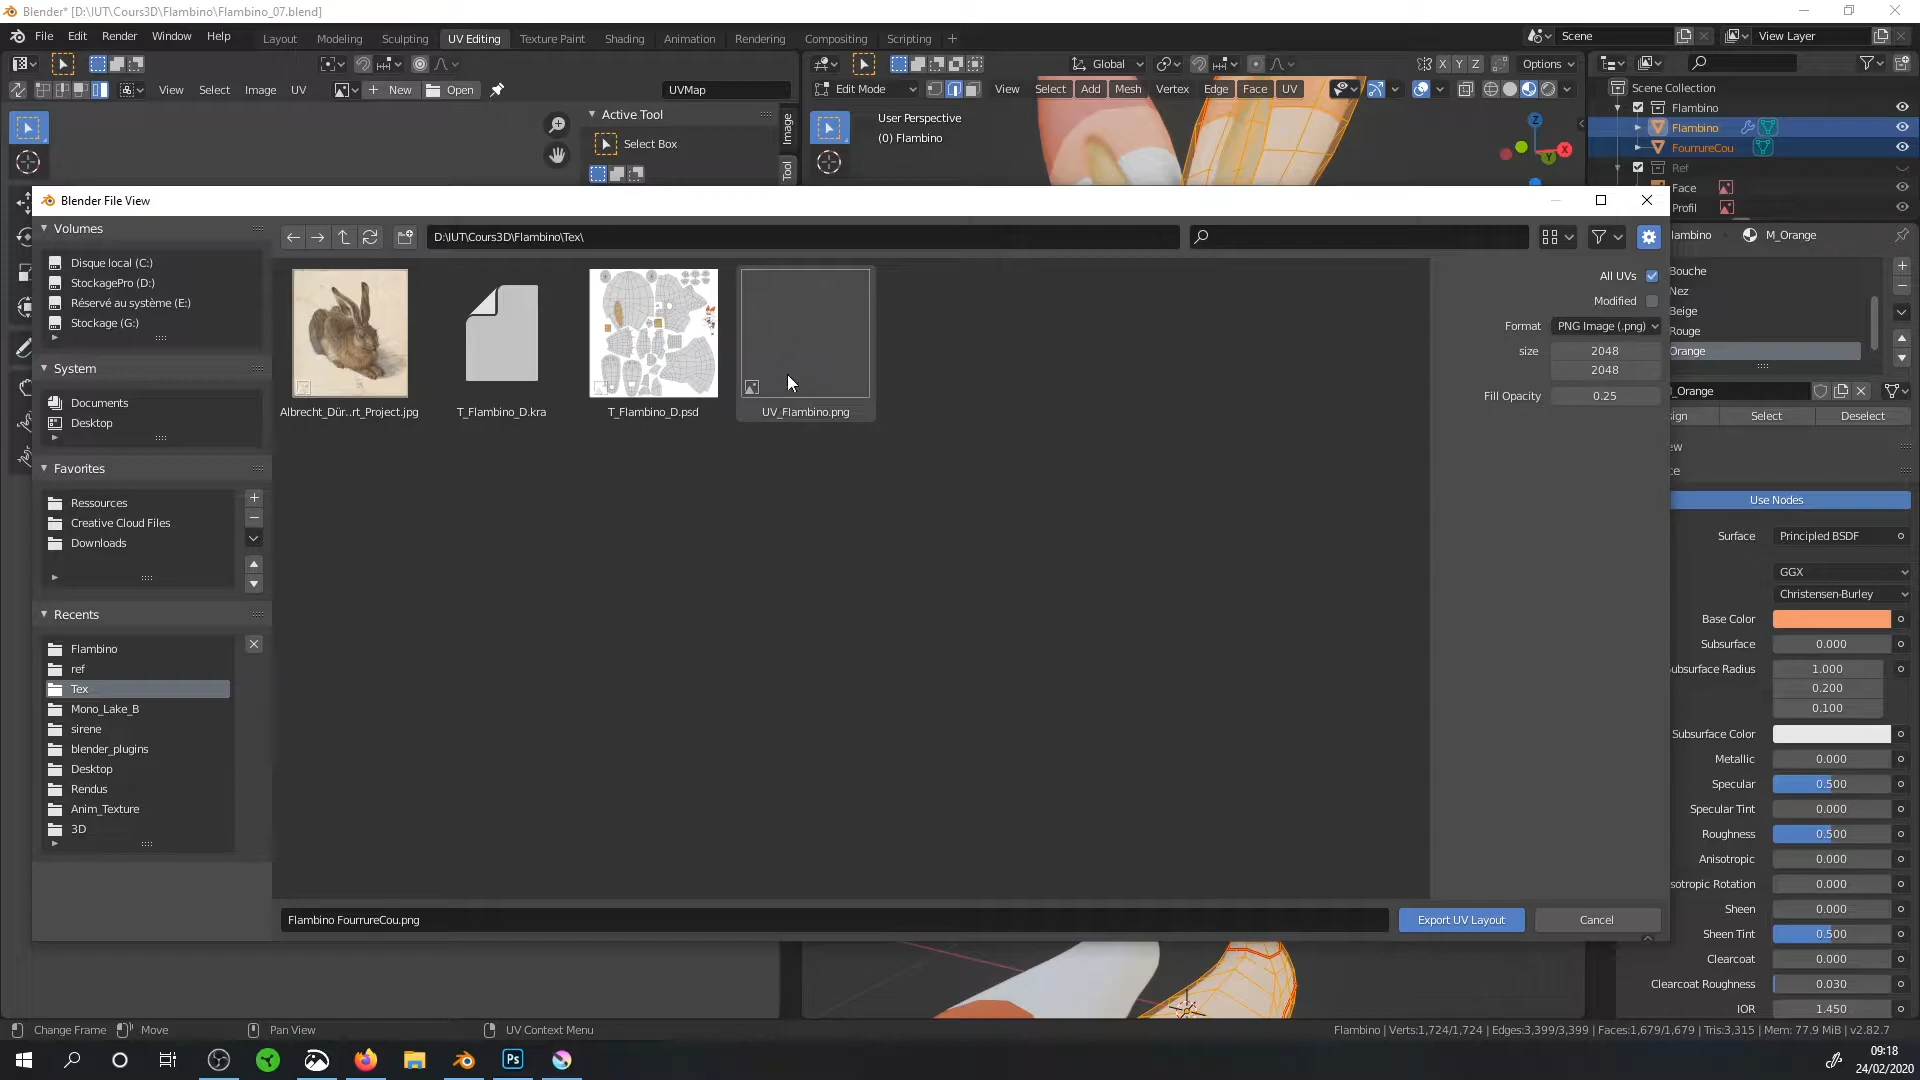 Blender* [D:\IUT\Cours3D\Flambino\Flambino_07.blend]
File Edit Render Window Help
Layout Modeling Sculpting UV Editing Texture Paint Shading Animation Rendering Compositing Scripting
Scene
View Layer
Global
X Y Z
Options
View Select Image UV
New
Open
UVMap
Edit Mode
View Select Add Mesh Vertex Edge Face UV
Active Tool
Select Box
Image
Tool
User Perspective
(0) Flambino
Z
X
Y
Scene Collection
Flambino
Flambino
FourrureCou
Ref
Face
Profil
Blender File View
Volumes
Disque local (C:)
StockagePro (D:)
Réservé au système (E:)
Stockage (G:)
System
Documents
Desktop
Favorites
Ressources
Creative Cloud Files
Downloads
Recents
Flambino
ref
Tex
Mono_Lake_B
sirene
blender_plugins
Desktop
Rendus
Anim_Texture
3D
D:\IUT\Cours3D\Flambino\Tex\
Albrecht_Dür...rt_Project.jpg
T_Flambino_D.kra
T_Flambino_D.psd
UV_Flambino.png
All UVs
Modified
Format PNG Image (.png)
size 2048
2048
Fill Opacity 0.25
Flambino FourrureCou.png
Export UV Layout
Cancel
lambino
M_Orange
Bouche
Nez
Beige
Rouge
Orange
_Orange
ign
Select
Deselect
ew
ce
Use Nodes
Surface Principled BSDF
GGX
Christensen-Burley
Base Color
Subsurface 0.000
ubsurface Radius 1.000
0.200
0.100
Subsurface Color
Metallic 0.000
Specular 0.500
Specular Tint 0.000
Roughness 0.500
Anisotropic 0.000
sotropic Rotation 0.000
Sheen 0.000
Sheen Tint 0.500
Clearcoat 0.000
Clearcoat Roughness 0.030
IOR 1.450
Change Frame
Move
Pan View
UV Context Menu
Flambino | Verts:1,724/1,724 | Edges:3,399/3,399 | Faces:1,679/1,679 | Tris:3,315 | Mem: 77.9 MiB | v2.82.7
Ps
09:18
24/02/2020